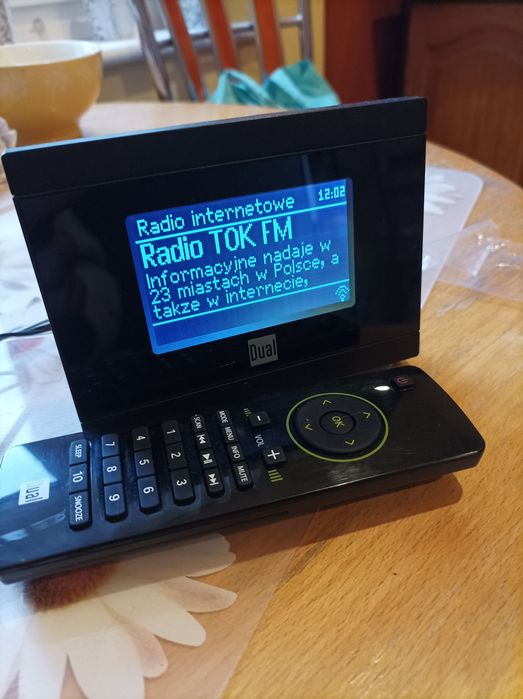 Radio internetowe 12:02
Radio TOK FM
Informacyjne nadaje w
23 miastach w Polsce, a
także w internecie,
Dual
Dual
SLEEP 10 SNOOZE
7 8 9
4 5 6
1 2 3
SCAN
MODE MENU INFO MUTE
- VOL +
OK